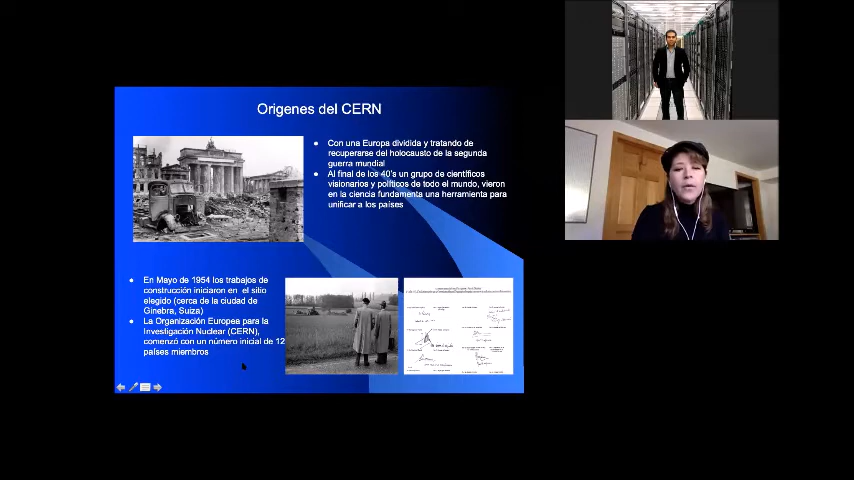 Origenes del CERN
● Con una Europa dividida y tratando de
recuperarse del holocausto de la segunda
guerra mundial
● Al final de los 40's un grupo de científicos
visionarios y políticos de todo el mundo, vieron
en la ciencia fundamenta una herramienta para
unificar a los países
● En Mayo de 1954 los trabajos de
construcción iniciaron en el sitio
elegido (cerca de la ciudad de
Ginebra, Suiza)
● La Organización Europea para la
Investigación Nuclear (CERN),
comenzó con un número inicial de 12
países miembros